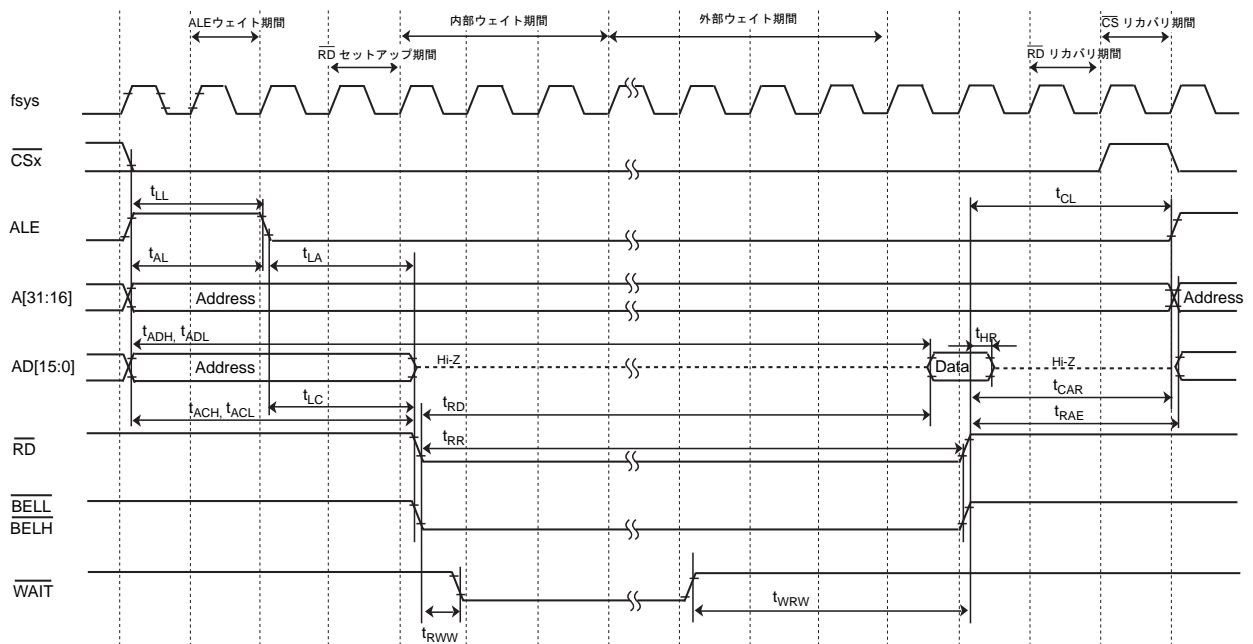 ALEウェイト期間
内部ウェイト期間
外部ウェイト期間
CS リカバリ期間
RD セットアップ期間
RD リカバリ期間
fsys
CSx
tLL
tCL
ALE
tAL
tLA
A[31:16]
Address
Address
tADH, tADL
tHR
AD[15:0]
Address
Hi-Z
Data
Hi-Z
tLC
tRD
tCAR
tACH, tACL
tRAE
RD
tRR
BELL
BELH
WAIT
tWRW
tRWW